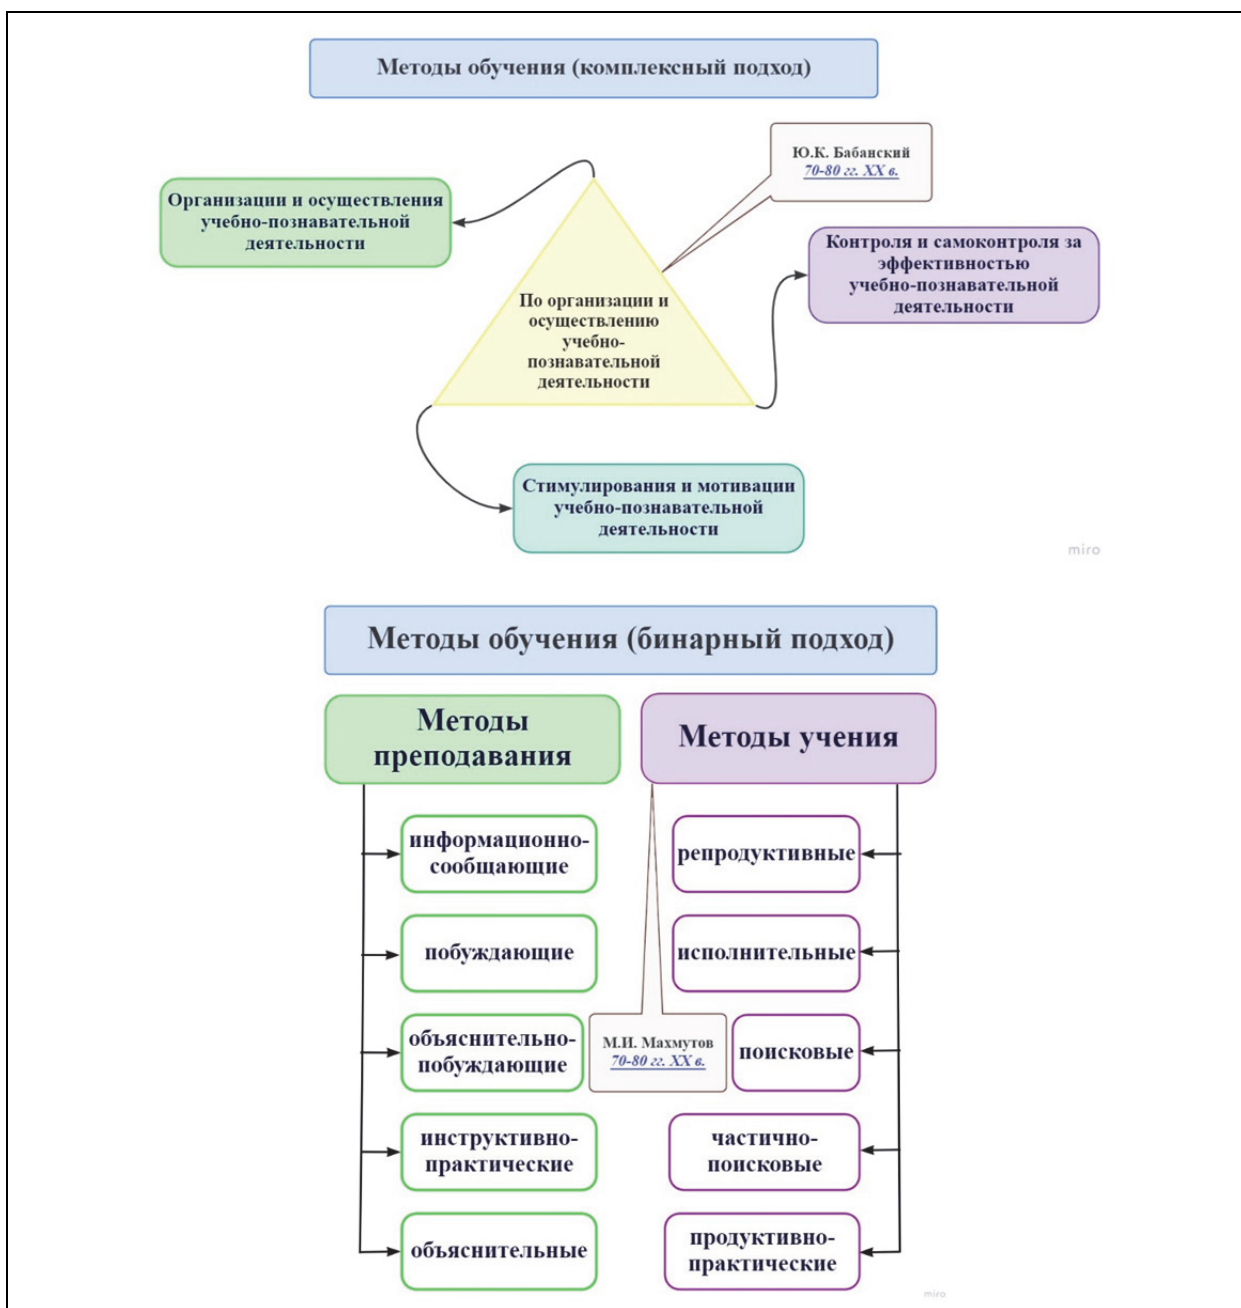 Методы обучения (комплексный подход)
Ю.К. Бабанский
70-80 гг. XX в.
Организации и осуществления
учебно-познавательной
деятельности
Контроля и самоконтроля за
эффективностью
учебно-познавательной
деятельности
По организации и
осуществлению
учебно-
познавательной
деятельности
Стимулирования и мотивации
учебно-познавательной
деятельности
miro
Методы обучения (бинарный подход)
Методы
преподавания
Методы учения
информационно-
сообщающие
репродуктивные
побуждающие
исполнительные
объяснительно-
побуждающие
М.И. Махмутов
70-80 гг. XX в.
поисковые
инструктивно-
практические
частично-
поисковые
объяснительные
продуктивно-
практические
miro